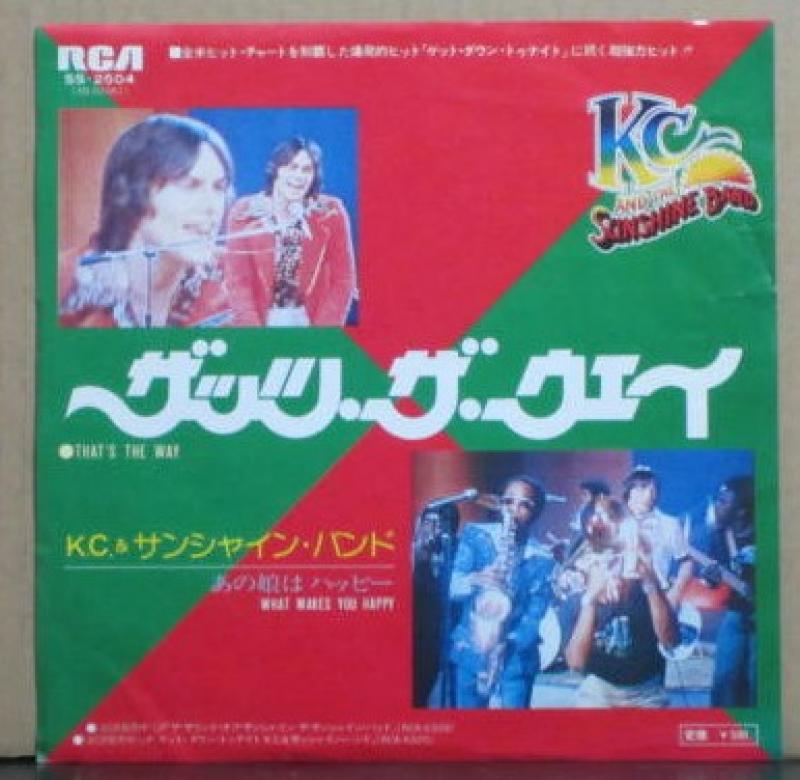 RCA
SS-2504
■全米ヒット・チャートを制覇した爆発的ヒット「ゲット・ダウン・トゥナイト」に続く超強力ヒット!!
KC
AND THE
SUNSHINE BAND
ザッツ・ザ・ウェイ
●THAT'S THE WAY
K.C.&サンシャイン・バンド
あの娘はハッピー
WHAT MAKES YOU HAPPY
定価 ¥500